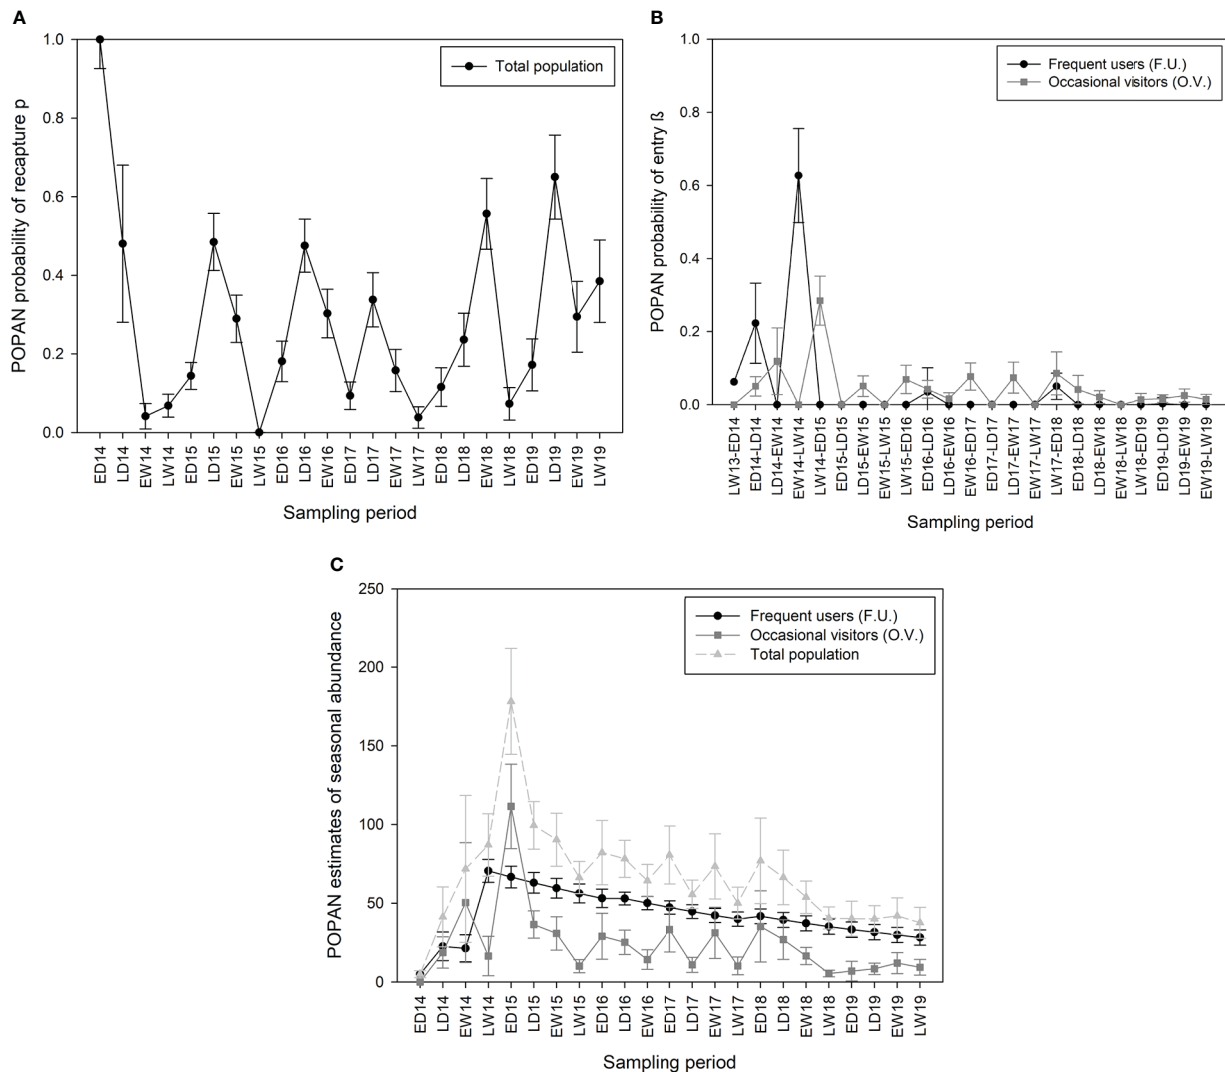 A
POPAN probability of recapture p
1.0
0.8
0.6
0.4
0.2
0.0
Total population
ED14
LD14
EW14
LW14
ED15
LD15
EW15
LW15
ED16
LD16
EW16
ED17
LD17
EW17
LW17
ED18
LD18
EW18
LW18
ED19
LD19
EW19
LW19
Sampling period
B
POPAN probability of entry ß
1.0
0.8
0.6
0.4
0.2
0.0
Frequent users (F.U.)
Occasional visitors (O.V.)
LW13-ED14
ED14-LD14
LD14-EW14
EW14-LW14
LW14-ED15
ED15-LD15
LD15-EW15
EW15-LW15
LW15-ED16
ED16-LD16
LD16-EW16
EW16-ED17
ED17-LD17
LD17-EW17
EW17-LW17
LW17-ED18
ED18-LD18
LD18-EW18
EW18-LW18
LW18-ED19
ED19-LD19
LD19-EW19
EW19-LW19
Sampling period
C
POPAN estimates of seasonal abundance
250
200
150
100
50
0
Frequent users (F.U.)
Occasional visitors (O.V.)
Total population
ED14
LD14
EW14
LW14
ED15
LD15
EW15
LW15
ED16
LD16
EW16
ED17
LD17
EW17
LW17
ED18
LD18
EW18
LW18
ED19
LD19
EW19
LW19
Sampling period